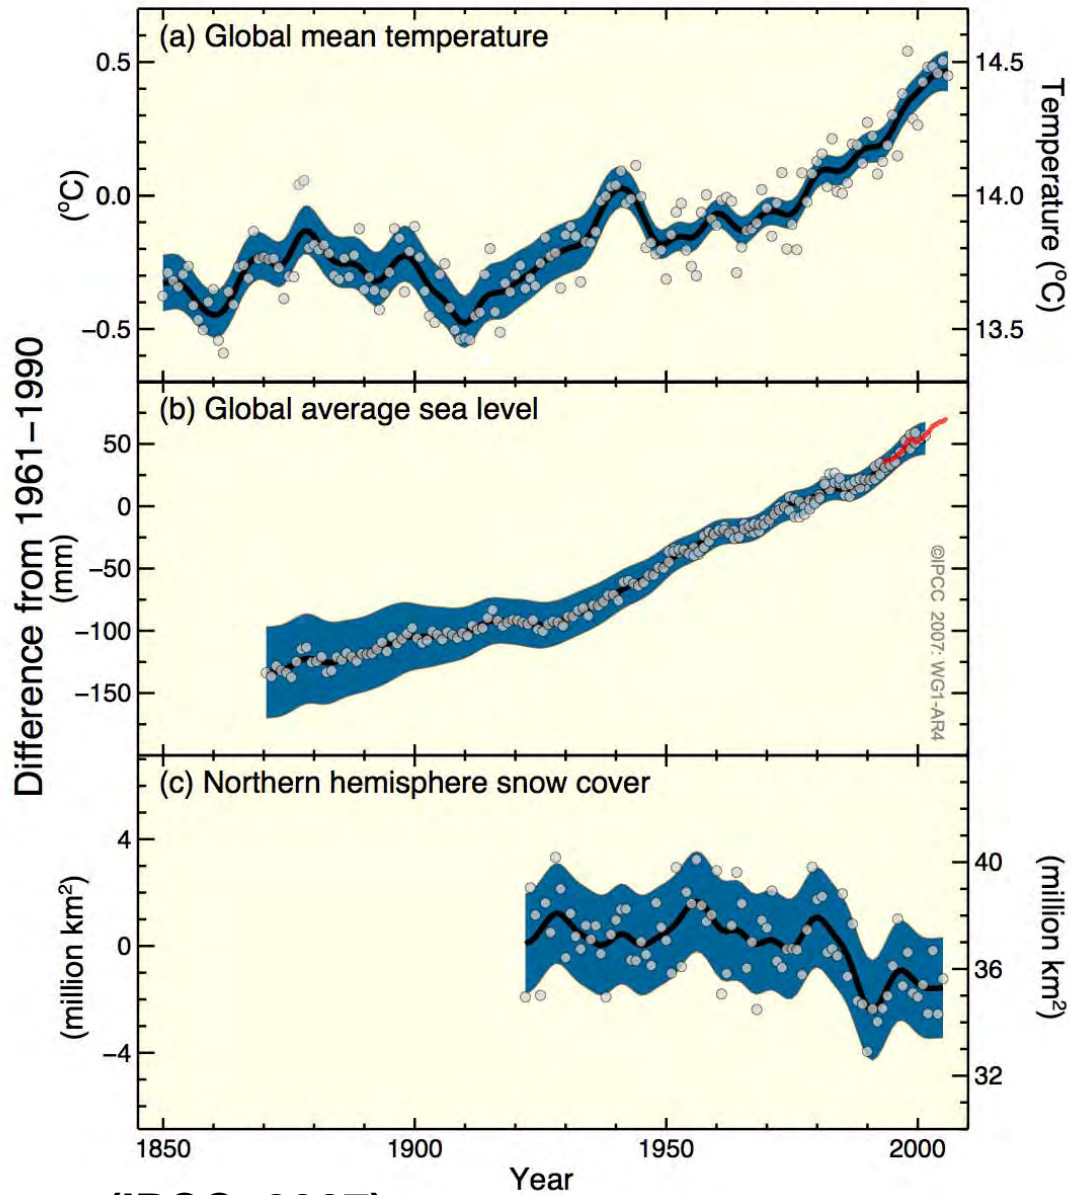 (a) Global mean temperature
0.5
0.0
−0.5
(°C)
14.5
14.0
13.5
Temperature (°C)
Difference from 1961−1990
(b) Global average sea level
50
0
−50
−100
−150
(mm)
©IPCC 2007: WG1-AR4
(c) Northern hemisphere snow cover
4
0
−4
(million km²)
40
36
32
(million km²)
1850
1900
1950
2000
Year